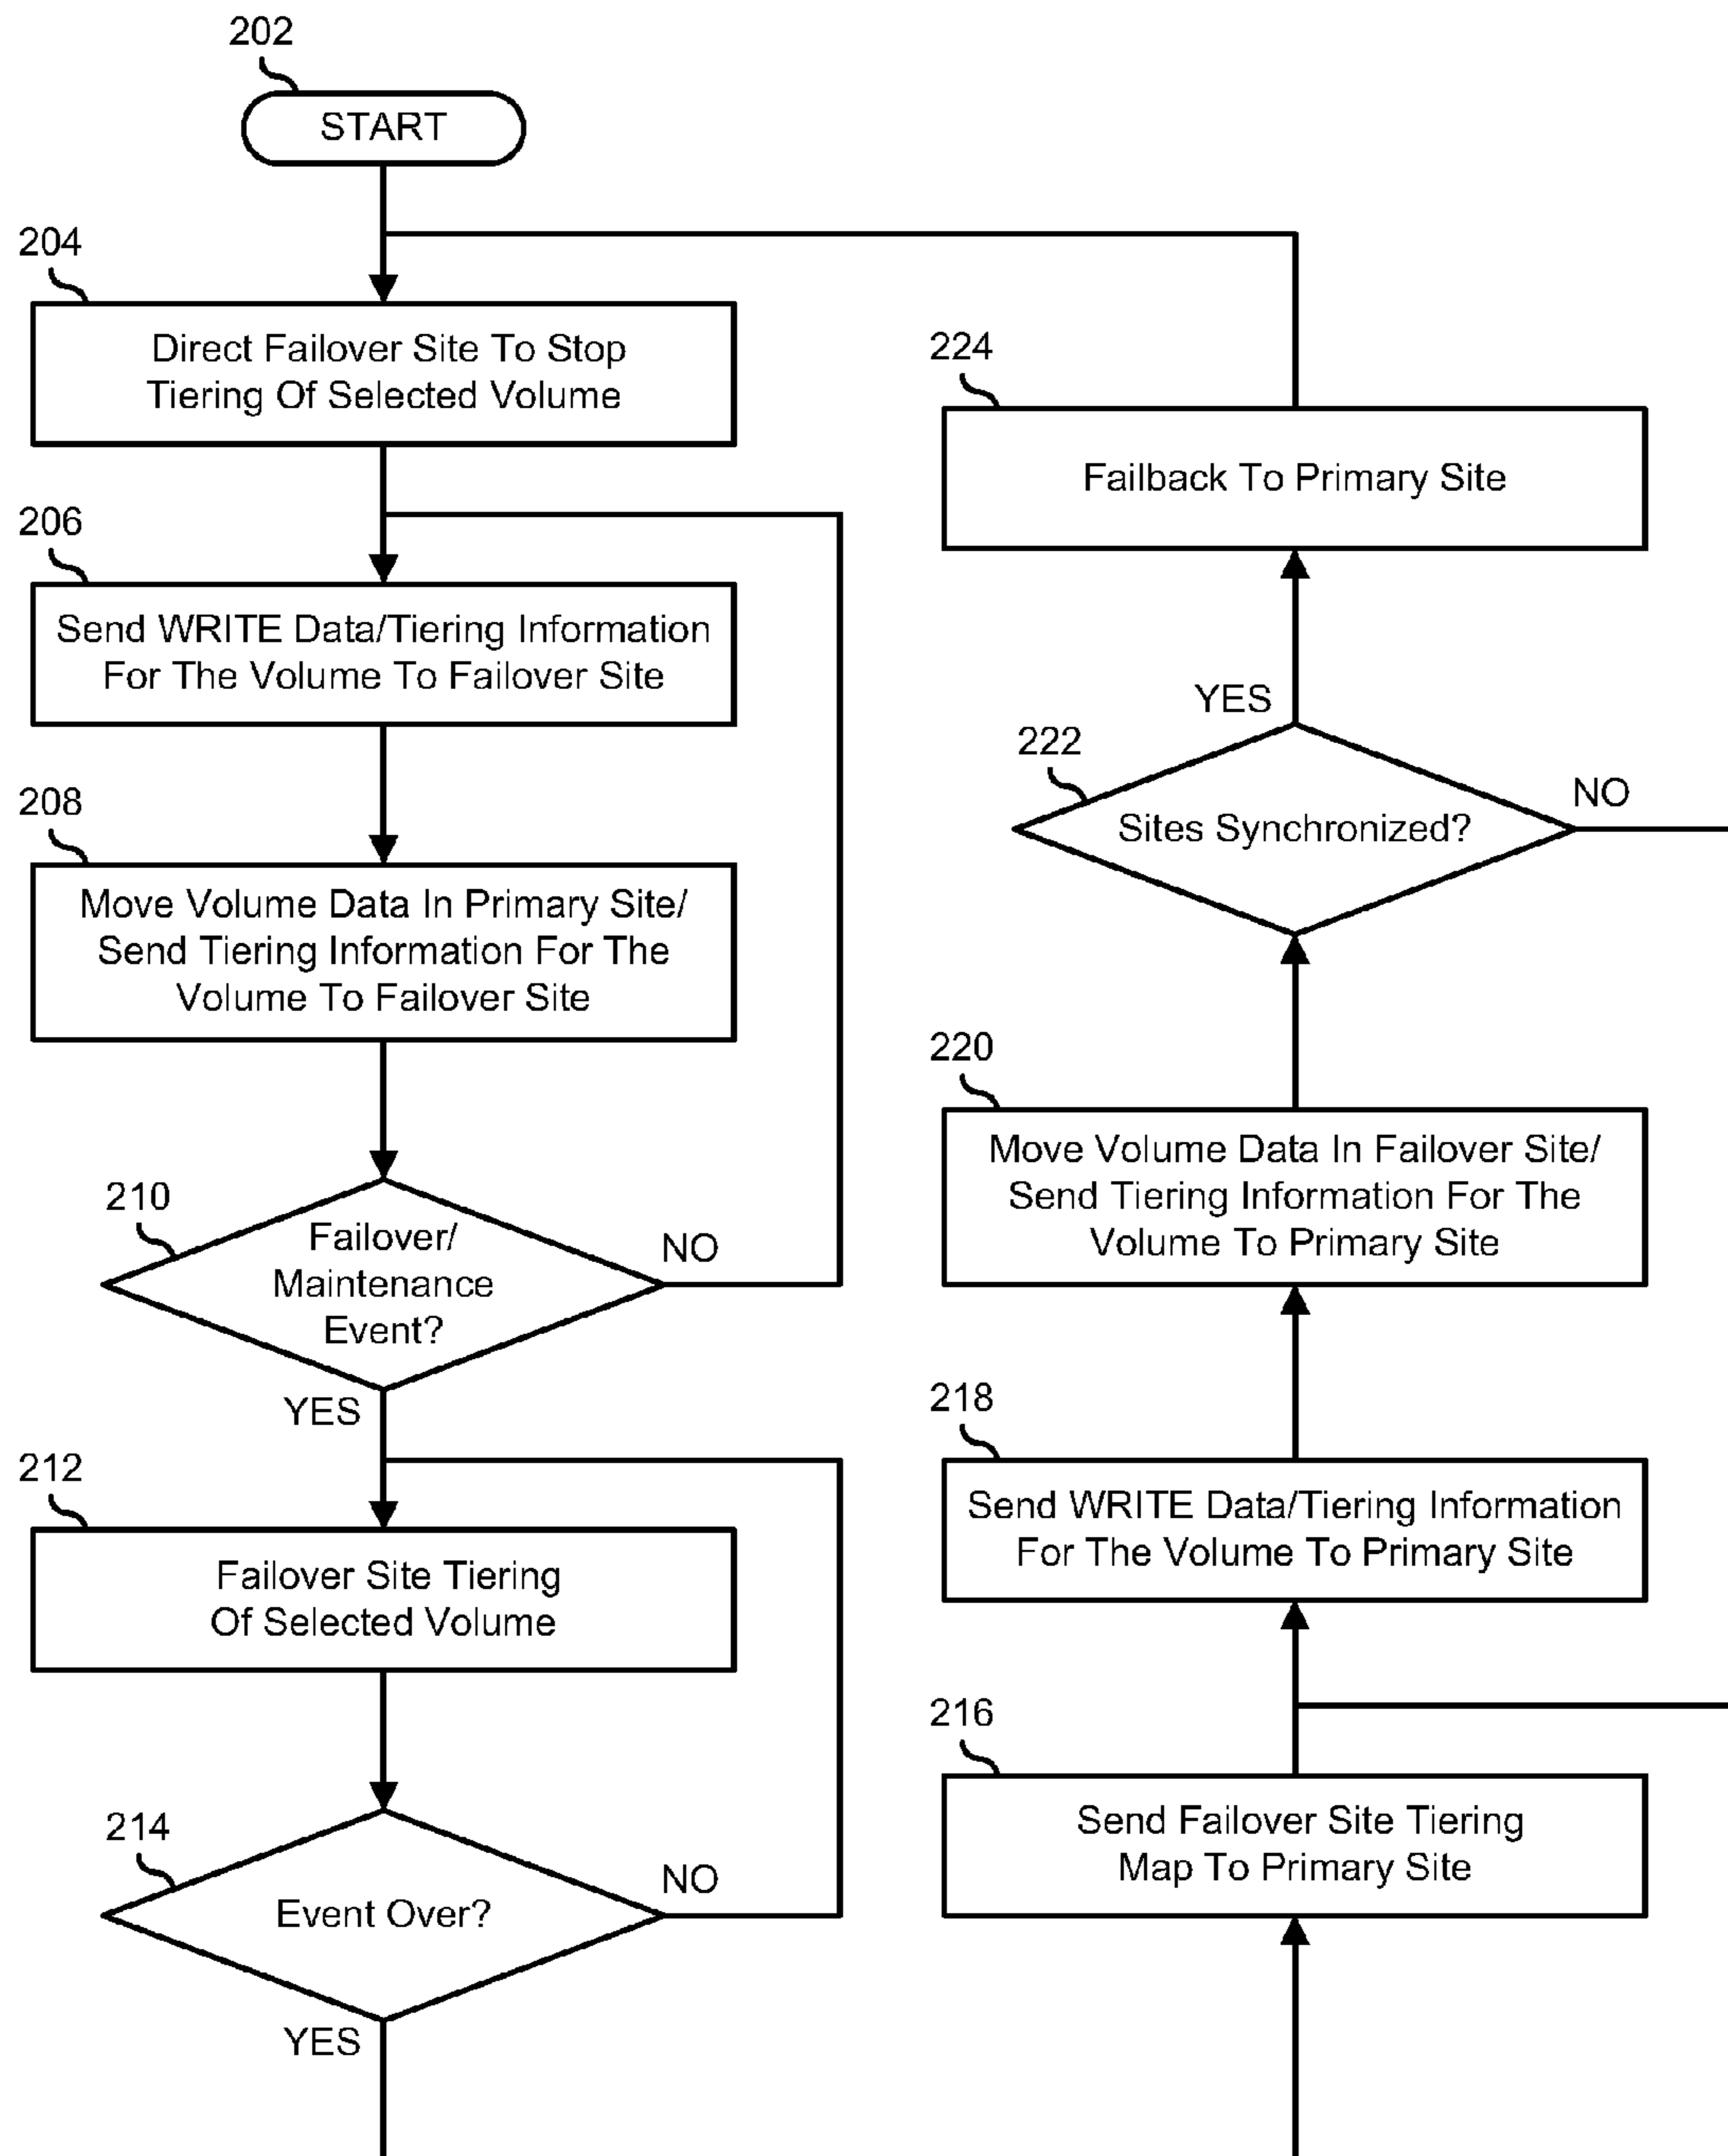 202
START
204
Direct Failover Site To Stop
Tiering Of Selected Volume
206
Send WRITE Data/Tiering Information
For The Volume To Failover Site
208
Move Volume Data In Primary Site/
Send Tiering Information For The
Volume To Failover Site
210
Failover/
Maintenance
Event?
NO
YES
212
Failover Site Tiering
Of Selected Volume
214
Event Over?
NO
YES
216
Send Failover Site Tiering
Map To Primary Site
218
Send WRITE Data/Tiering Information
For The Volume To Primary Site
220
Move Volume Data In Failover Site/
Send Tiering Information For The
Volume To Primary Site
222
Sites Synchronized?
NO
YES
224
Failback To Primary Site